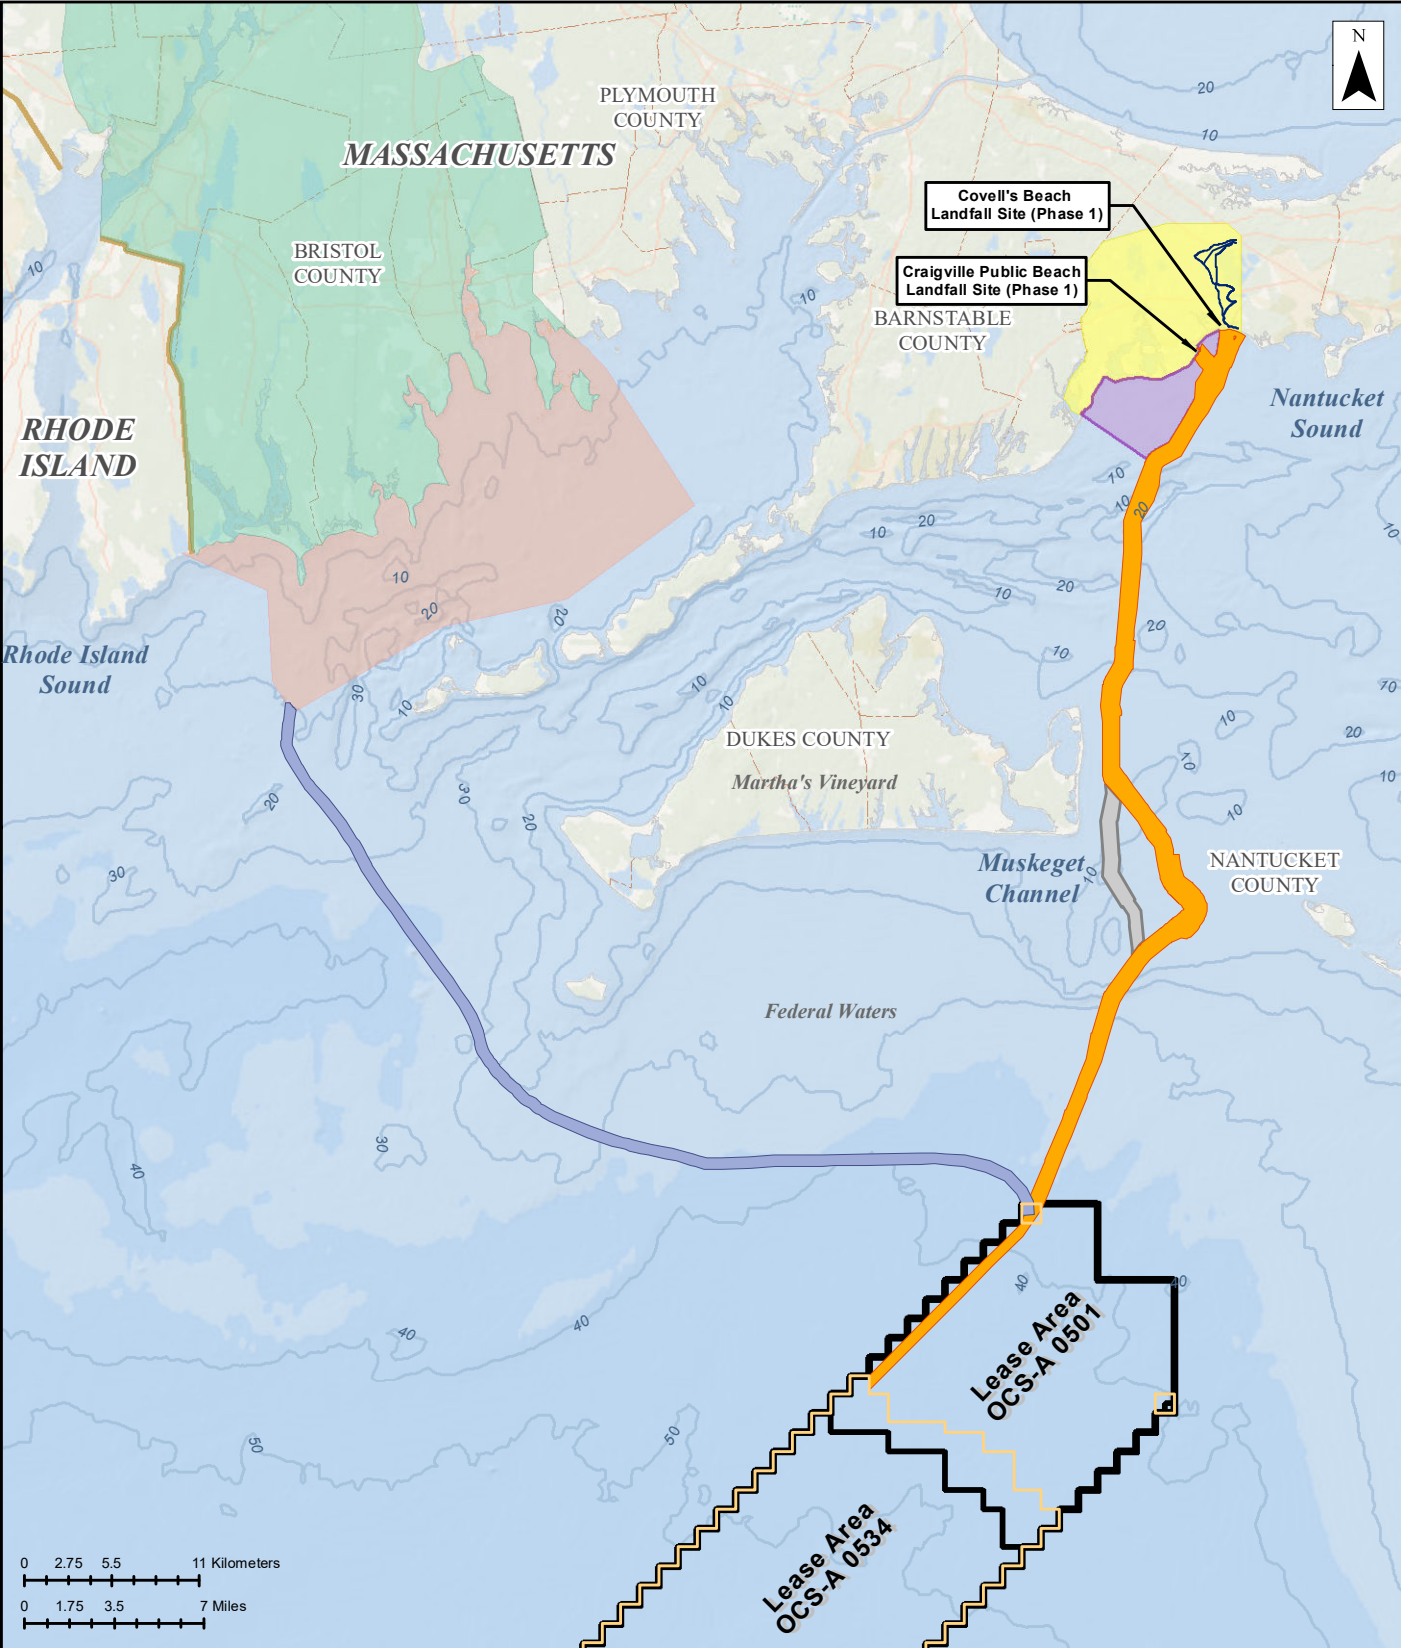 N
20
10
PLYMOUTH
COUNTY
MASSACHUSETTS
Covell's Beach
Landfall Site (Phase 1)
BRISTOL
COUNTY
10
Craigville Public Beach
Landfall Site (Phase 1)
10
BARNSTABLE
COUNTY
Nantucket
Sound
RHODE
ISLAND
10
10
20
10
20
10
10
20
10
20
10
20
20
Rhode Island
Sound
10
30
10
10
10
10
10
20
DUKES COUNTY
Martha's Vineyard
10
10
20
30
20
10
Muskeget
Channel
10
NANTUCKET
COUNTY
30
Federal Waters
30
40
40
40
Lease Area
OCS-A 0501
40
40
50
50
Lease Area
OCS-A 0534
0 2.75 5.5 11 Kilometers
0 1.75 3.5 7 Miles